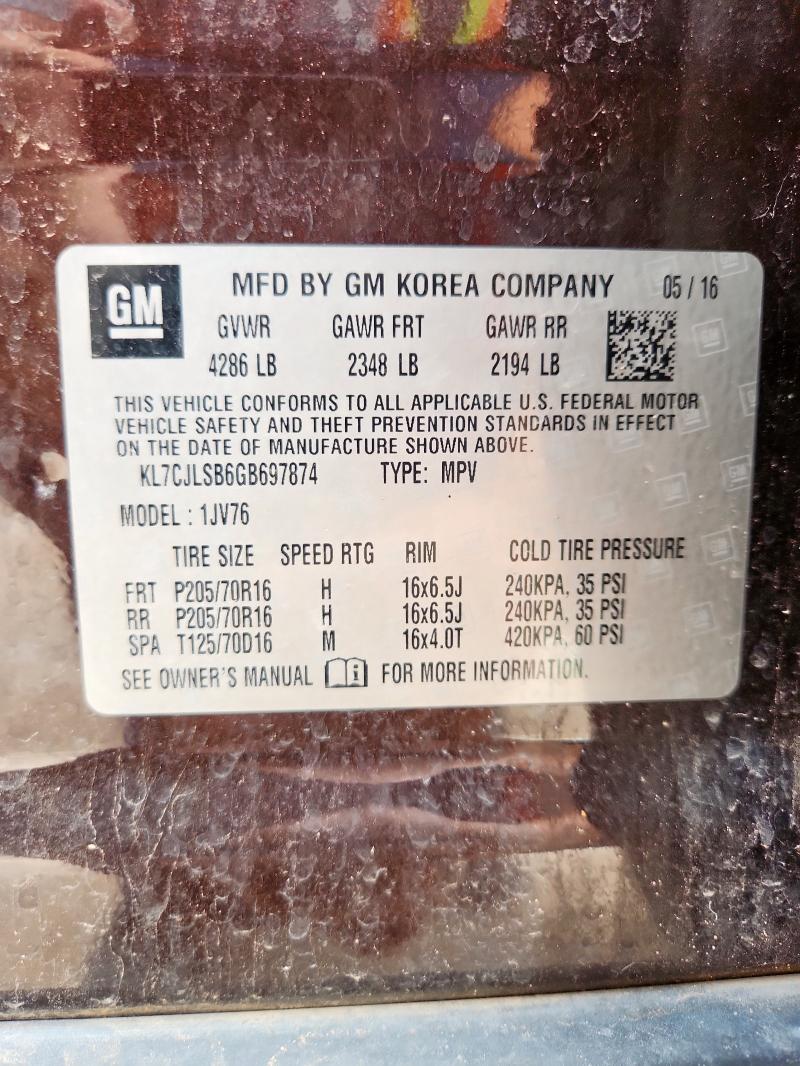 GM
MFD BY GM KOREA COMPANY 05 / 16
GVWR GAWR FRT GAWR RR
4286 LB 2348 LB 2194 LB
THIS VEHICLE CONFORMS TO ALL APPLICABLE U.S. FEDERAL MOTOR
VEHICLE SAFETY AND THEFT PREVENTION STANDARDS IN EFFECT
ON THE DATE OF MANUFACTURE SHOWN ABOVE.
KL7CJLSB6GB697874 TYPE: MPV
MODEL : 1JV76
TIRE SIZE SPEED RTG RIM COLD TIRE PRESSURE
FRT P205/70R16 H 16x6.5J 240KPA, 35 PSI
RR P205/70R16 H 16x6.5J 240KPA, 35 PSI
SPA T125/70D16 M 16x4.0T 420KPA, 60 PSI
SEE OWNER'S MANUAL i FOR MORE INFORMATION.